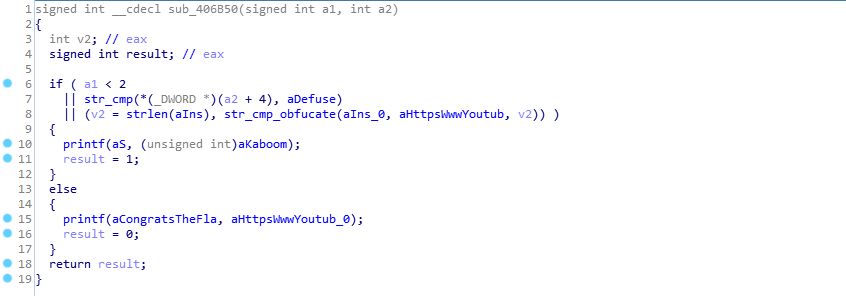 1 signed int __cdecl sub_406B50(signed int a1, int a2)
2 {
3   int v2; // eax
4   signed int result; // eax
5
6   if ( a1 < 2
7     || str_cmp(*(_DWORD *)(a2 + 4), aDefuse)
8     || (v2 = strlen(aIns), str_cmp_obfucate(aIns_0, aHttpsWwwYoutub, v2)) )
9   {
10     printf(aS, (unsigned int)aKaboom);
11     result = 1;
12   }
13   else
14   {
15     printf(aCongratsTheFla, aHttpsWwwYoutub_0);
16     result = 0;
17   }
18   return result;
19 }